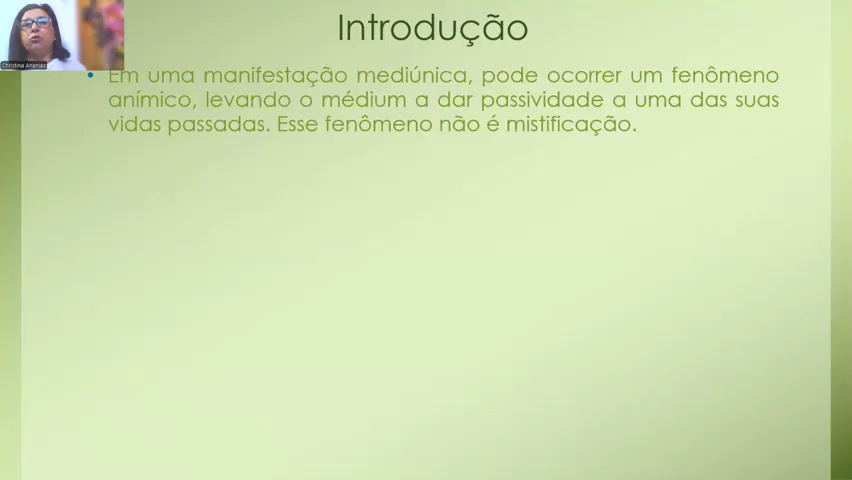 Introdução
Christina Ananias
• Em uma manifestação mediúnica, pode ocorrer um fenômeno
anímico, levando o médium a dar passividade a uma das suas
vidas passadas. Esse fenômeno não é mistificação.